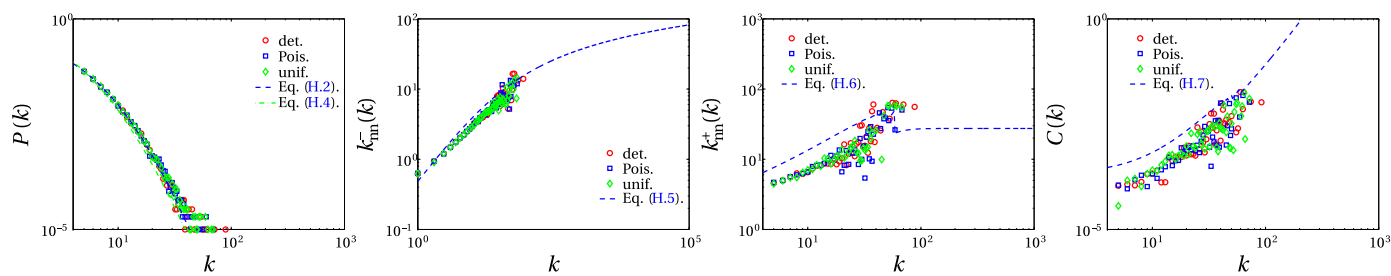 10^0
10^-5
10^1
10^2
10^3
P(k)
k
det.
Pois.
unif.
Eq. (H.2).
Eq. (H.4).
10^2
10^1
10^0
10^-1
10^0
10^5
k_nn^-(k)
k
det.
Pois.
unif.
Eq. (H.5).
10^3
10^2
10^1
10^0
10^1
10^2
10^3
k_nn^+(k)
k
det.
Pois.
unif.
Eq. (H.6).
10^0
10^-5
10^1
10^2
10^3
C(k)
k
det.
Pois.
unif.
Eq. (H.7).